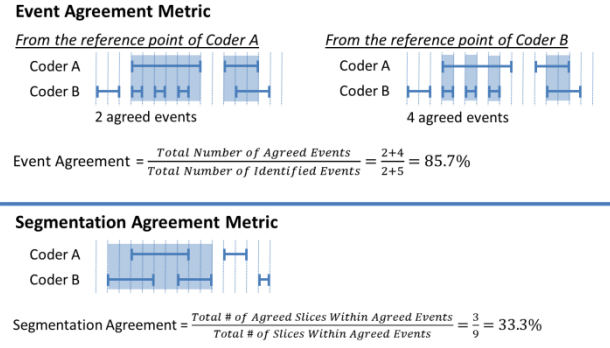 Event Agreement Metric
From the reference point of Coder A
From the reference point of Coder B
Coder A
Coder A
Coder B
Coder B
2 agreed events
4 agreed events
Event Agreement = Total Number of Agreed Events / Total Number of Identified Events = 2+4 / 2+5 = 85.7%
Segmentation Agreement Metric
Coder A
Coder B
Segmentation Agreement = Total # of Agreed Slices Within Agreed Events / Total # of Slices Within Agreed Events = 3 / 9 = 33.3%